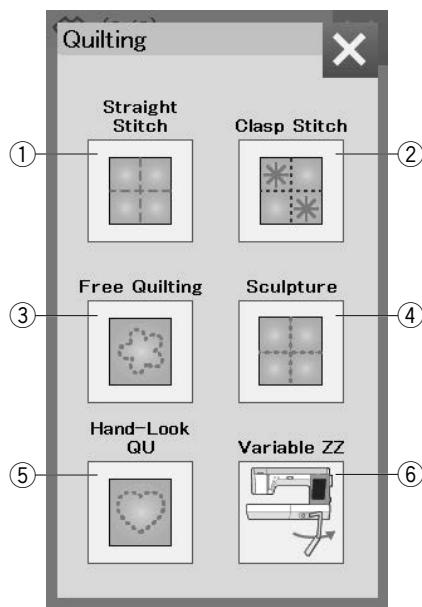 Quilting
Straight
Stitch
Clasp Stitch
①
②
Free Quilting
Sculpture
③
④
Hand-Look
QU
Variable ZZ
⑤
⑥